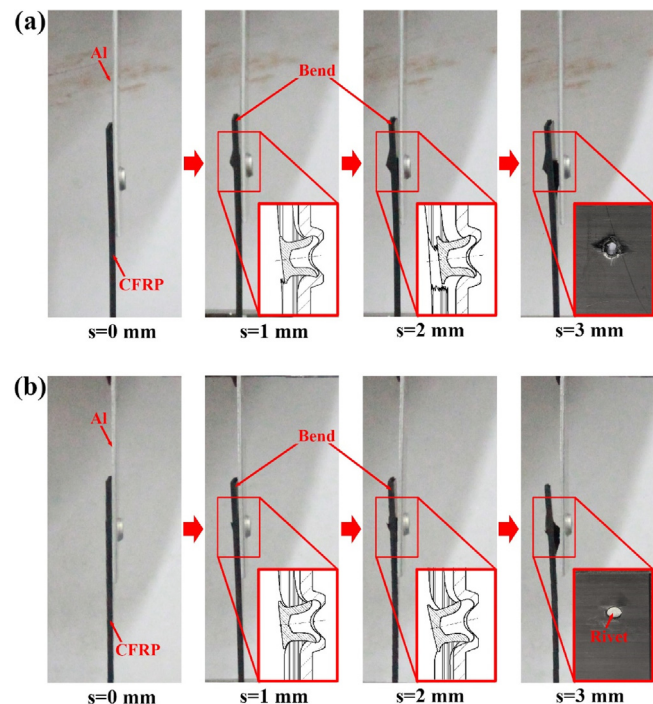 (a)
Al
Bend
CFRP
s=0 mm
s=1 mm
s=2 mm
s=3 mm
(b)
Al
Bend
CFRP
Rivet
s=0 mm
s=1 mm
s=2 mm
s=3 mm